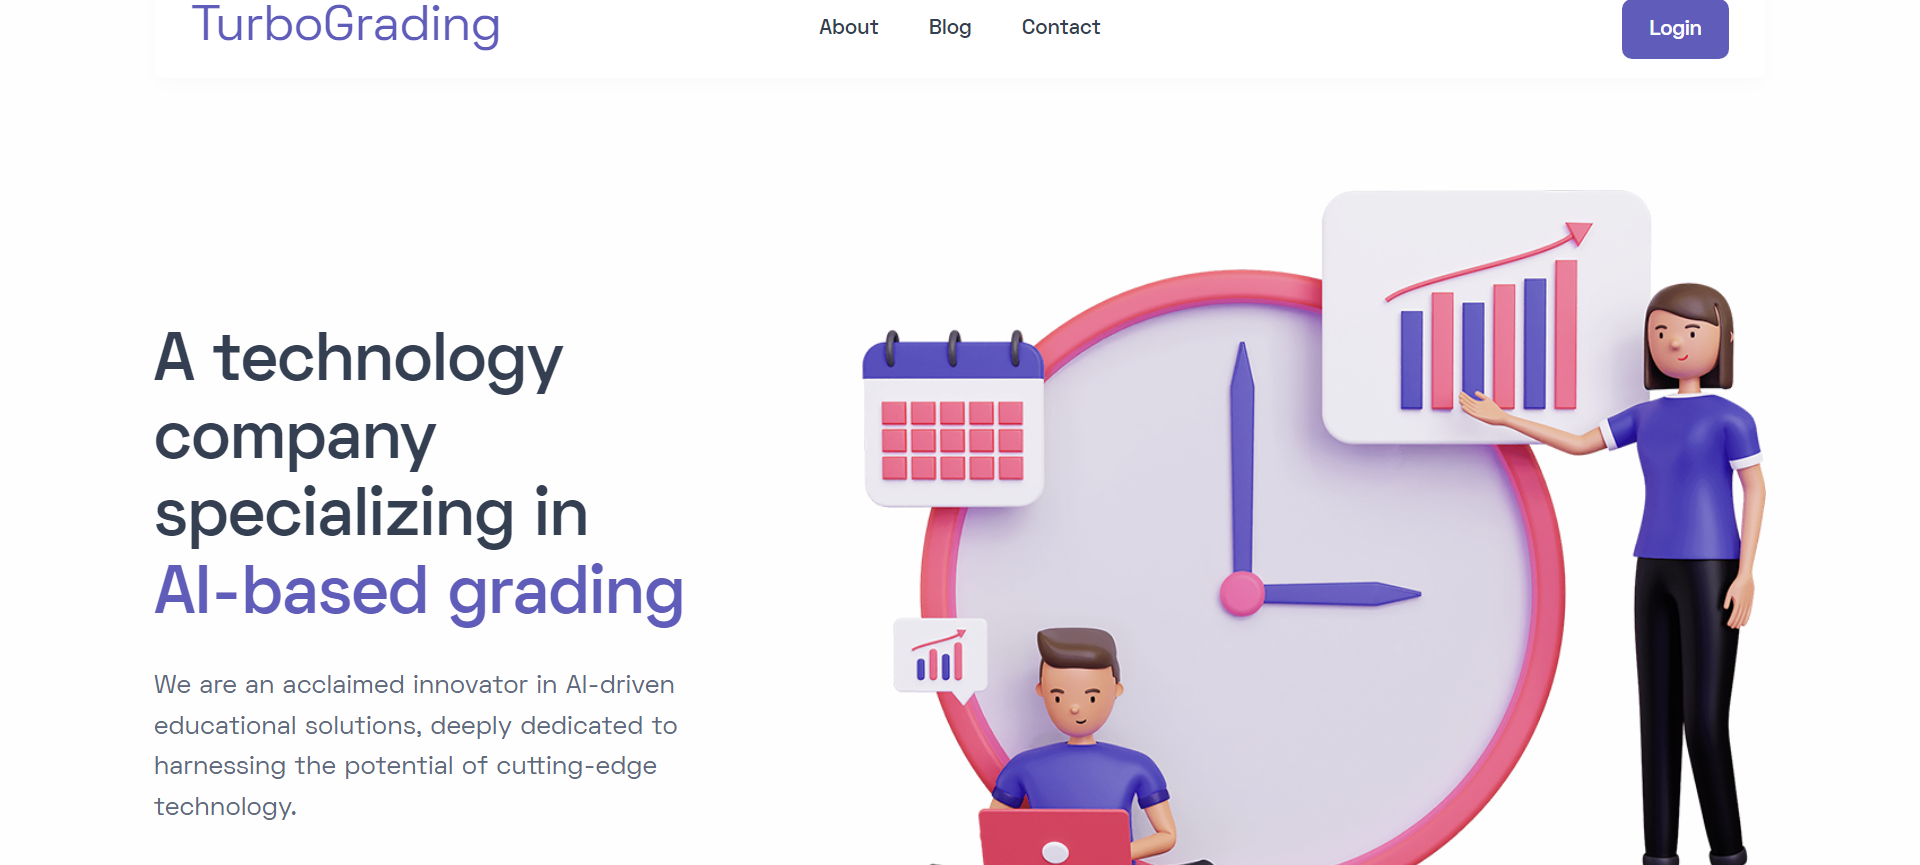 TurboGrading
About Blog Contact
Login
A technology
company
specializing in
AI-based grading
We are an acclaimed innovator in AI-driven
educational solutions, deeply dedicated to
harnessing the potential of cutting-edge
technology.